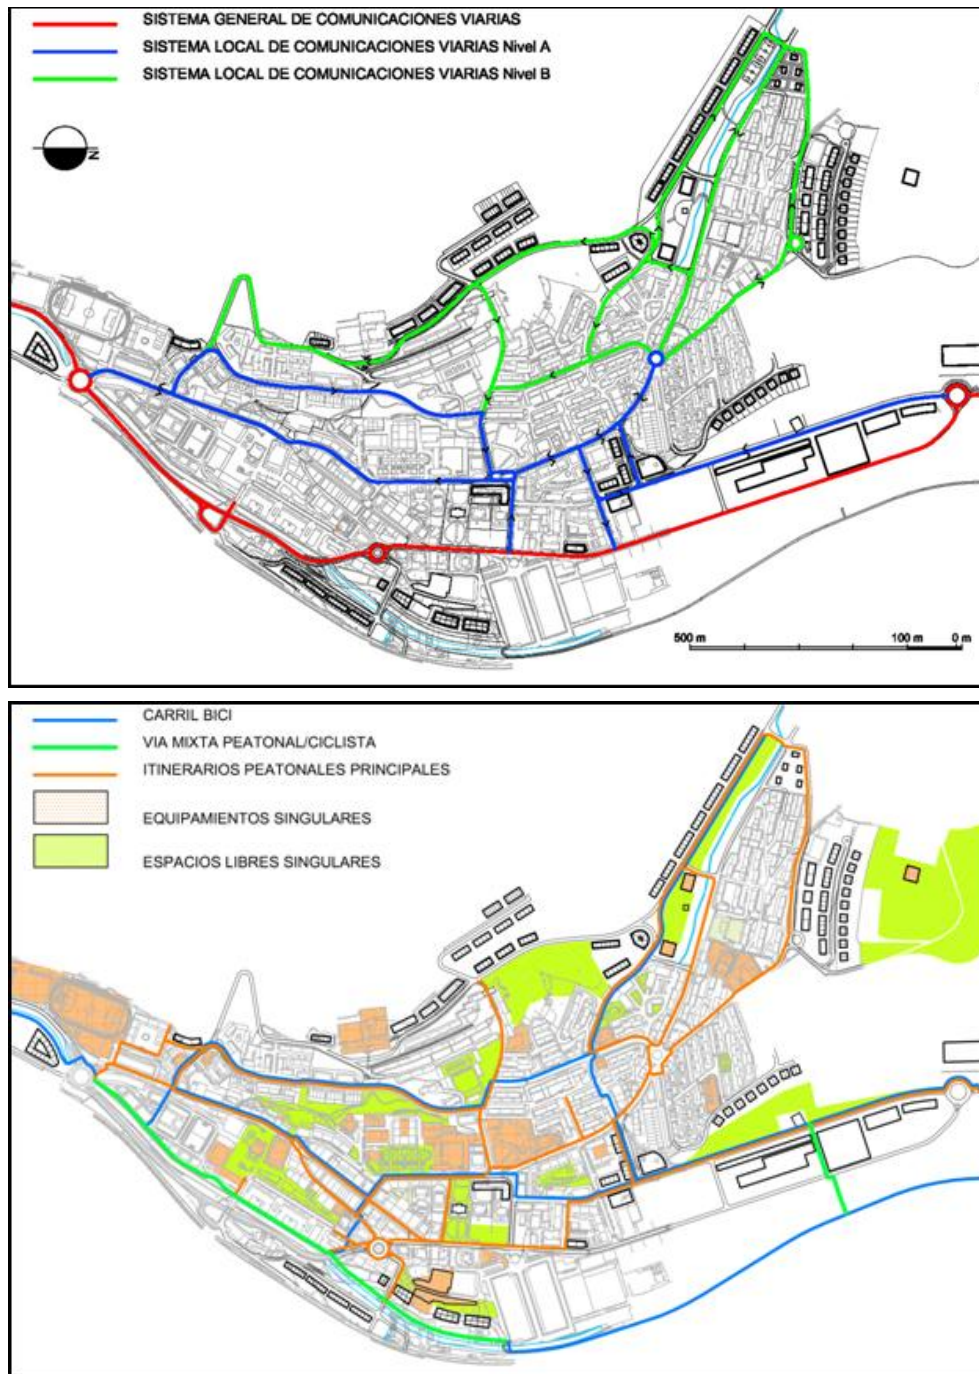 SISTEMA GENERAL DE COMUNICACIONES VIARIAS
SISTEMA LOCAL DE COMUNICACIONES VIARIAS Nivel A
SISTEMA LOCAL DE COMUNICACIONES VIARIAS Nivel B
N
500 m 100 m 0 m
CARRIL BICI
VIA MIXTA PEATONAL/CICLISTA
ITINERARIOS PEATONALES PRINCIPALES
EQUIPAMIENTOS SINGULARES
ESPACIOS LIBRES SINGULARES